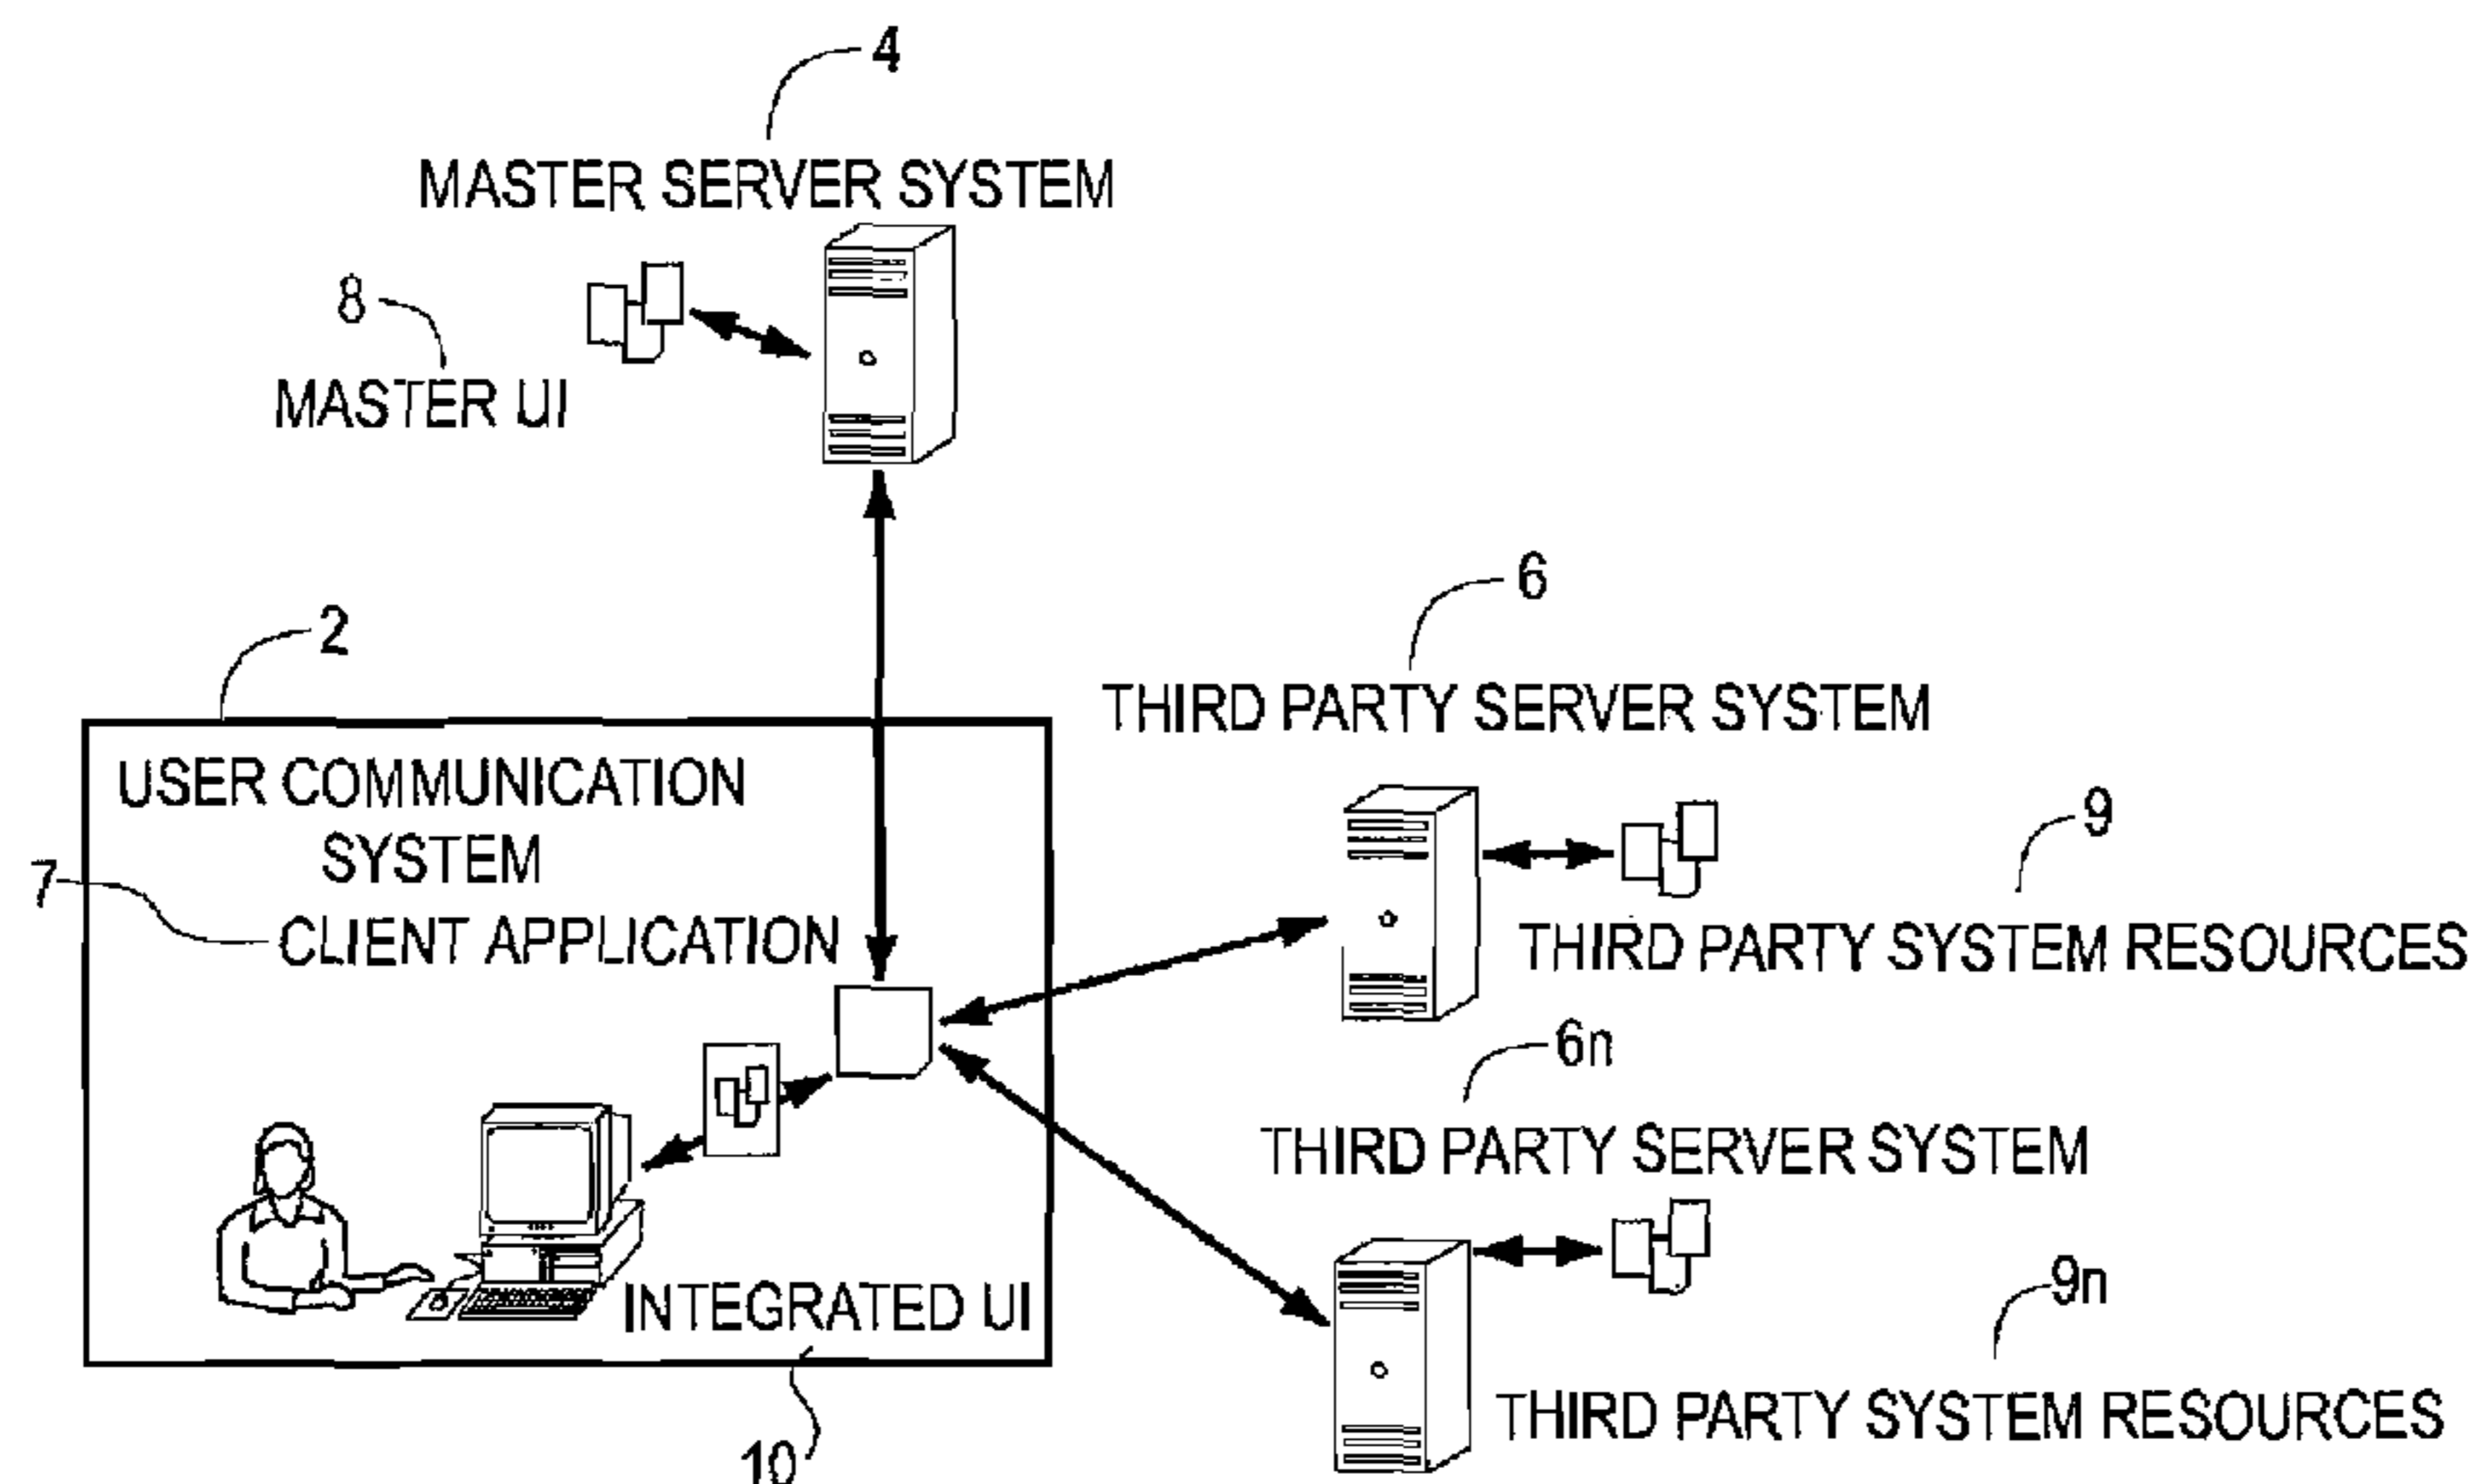 4
MASTER SERVER SYSTEM
8
MASTER UI
6
2
THIRD PARTY SERVER SYSTEM
USER COMMUNICATION
SYSTEM
9
7
CLIENT APPLICATION
THIRD PARTY SYSTEM RESOURCES
6n
THIRD PARTY SERVER SYSTEM
INTEGRATED UI
9n
THIRD PARTY SYSTEM RESOURCES
10